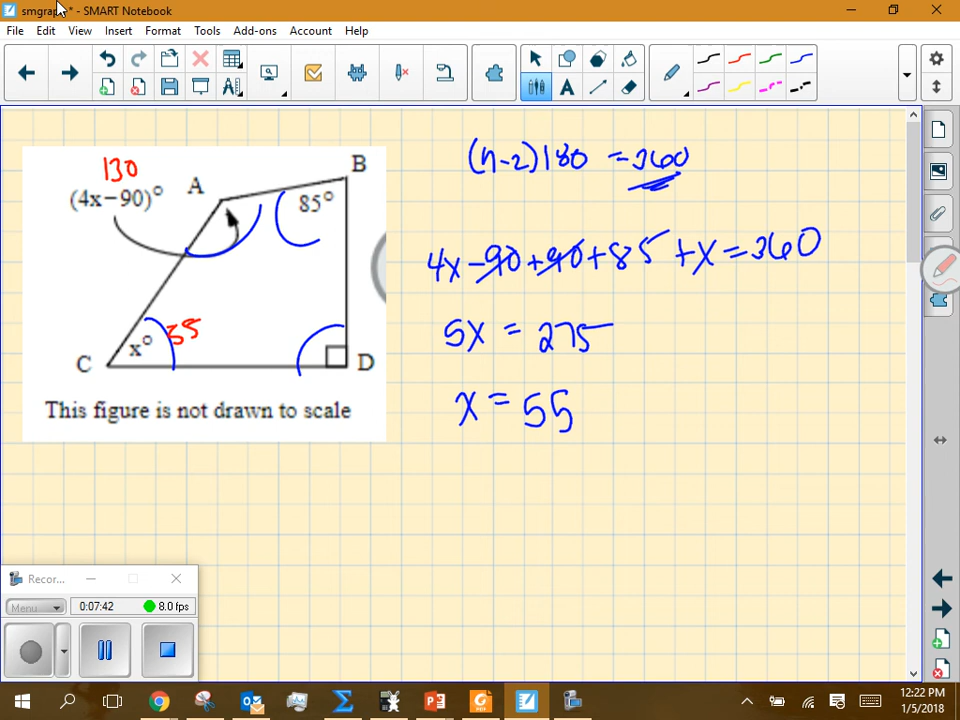 smgraph* - SMART Notebook
File Edit View Insert Format Tools Add-ons Account Help
(n-2)180 = 360
130
(4x-90)°
A
B
85°
4x-90+90+85+x=360
5x = 275
55
x°
C
D
x = 55
This figure is not drawn to scale
Recor...
Menu
0:07:42
8.0 fps
12:22 PM
1/5/2018